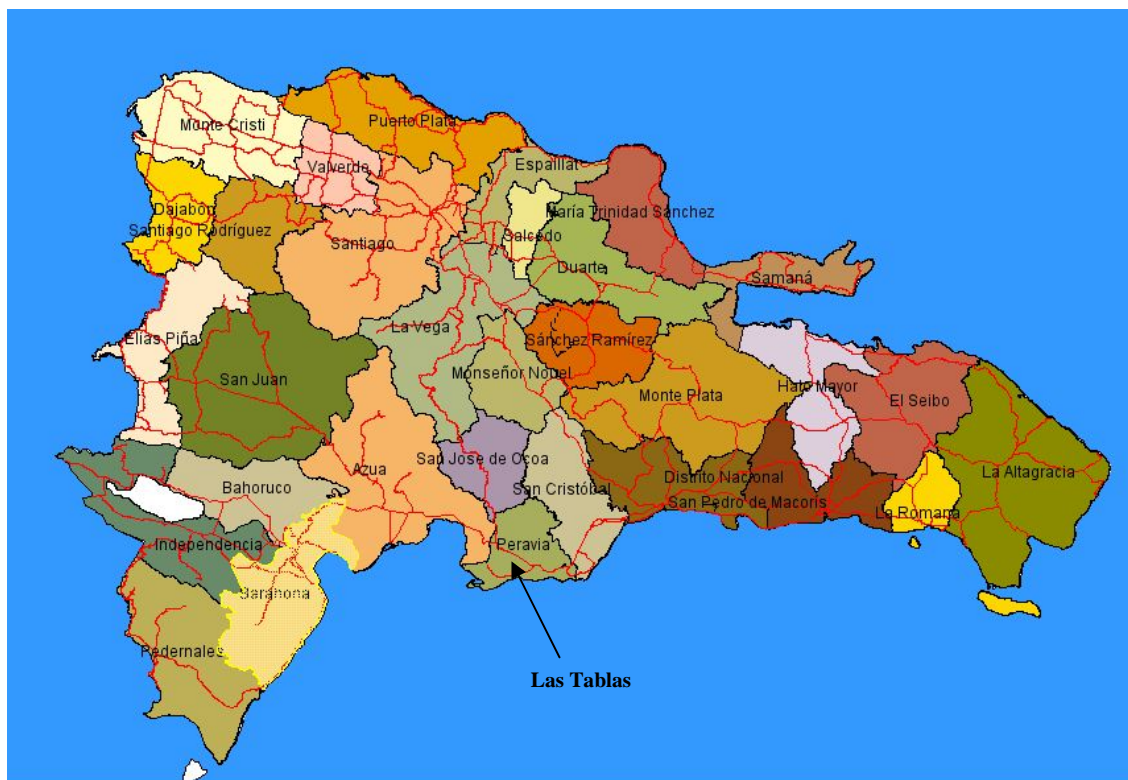 Monte Cristi
Puerto Plata
Valverde
Espaillat
Dajabón
María Trinidad Sánchez
Santiago Rodríguez
Santiago
Salcedo
Duarte
Samaná
La Vega
Elías Piña
Sánchez Ramírez
San Juan
Monseñor Nouel
Monte Plata
Hato Mayor
El Seibo
San Jose de Ocoa
Azua
La Altagracia
Bahoruco
San Cristóbal
Distrito Nacional
San Pedro de Macorís
La Romana
Independencia
Peravia
Barahona
Pedernales
Las Tablas